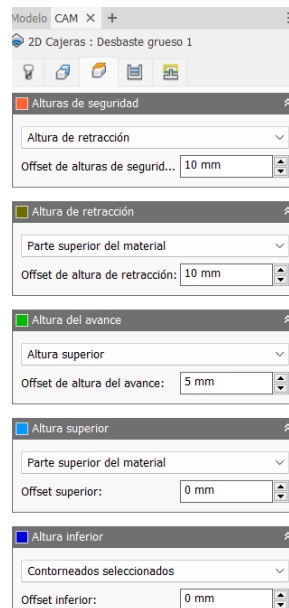 Modelo CAM × +
2D Cajeras : Desbaste grueso 1
Alturas de seguridad
Altura de retracción
Offset de alturas de segurid... 10 mm
Altura de retracción
Parte superior del material
Offset de altura de retracción: 10 mm
Altura del avance
Altura superior
Offset de altura del avance: 5 mm
Altura superior
Parte superior del material
Offset superior: 0 mm
Altura inferior
Contorneados seleccionados
Offset inferior: 0 mm